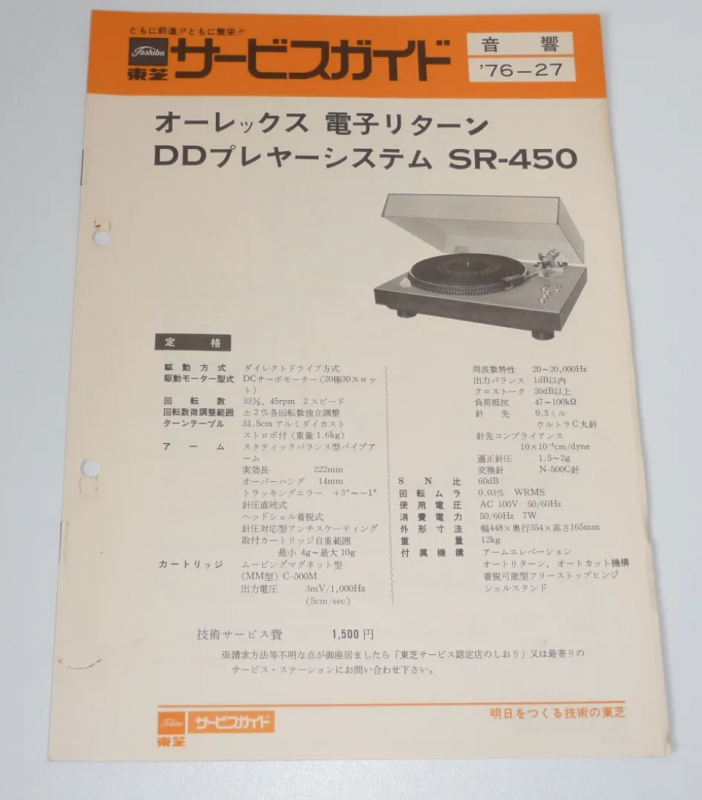 ともに前進!!ともに繁栄!!
Toshiba
東芝
サービスガイド
音響
'76-27
オーレックス 電子リターン
DDプレヤーシステム SR-450
定格
駆動方式 ダイレクトドライブ方式
駆動モーター型式 DCサーボモーター(20極30スロット)
回転数 33⅓、45rpm 2スピード
回転数微調整範囲 ±2%各回転数独立調整
ターンテーブル 31.5cmアルミダイカスト
ストロボ付(重量1.6kg)
アーム スタティックバランス型パイプア
ーム
実効長 222mm
オーバーハング 14mm
トラッキングエラー +3°~-1°
針圧直続式
ヘッドシェル着脱式
針圧対応型アンチスケーティング
取付カートリッジ自重範囲
最小4g~最大10g
カートリッジ ムービングマグネット型
(MM型)C-500M
出力電圧 3mV/1,000Hz
(5cm/sec)
周波数特性 20~20,000Hz
出力バランス 1dB以内
クロストーク 20dB以上
負荷抵抗 47~100kΩ
針先 0.5ミル
ウルトラC丸針
針先コンプライアンス
10×10⁻⁶cm/dyne
適正針圧 1.5~2g
交換針 N-500C針
SN比 60dB
回転ムラ 0.03% WRMS
使用電圧 AC 100V 50/60Hz
消費電力 50/60Hz 7W
外形寸法 幅448×奥行354×高さ165mm
重量 12kg
付属機構 アームエレベーション
オートリターン、オートカット機構
着脱可能型フリーストップヒンジ
シェルスタンド
技術サービス費 1,500円
※請求方法等不明な点が御座居ましたら「東芝サービス認定店のしおり」又は最寄りの
サービス・ステーションにお問い合わせ下さい。
Toshiba
東芝
サービスガイド
明日をつくる技術の東芝